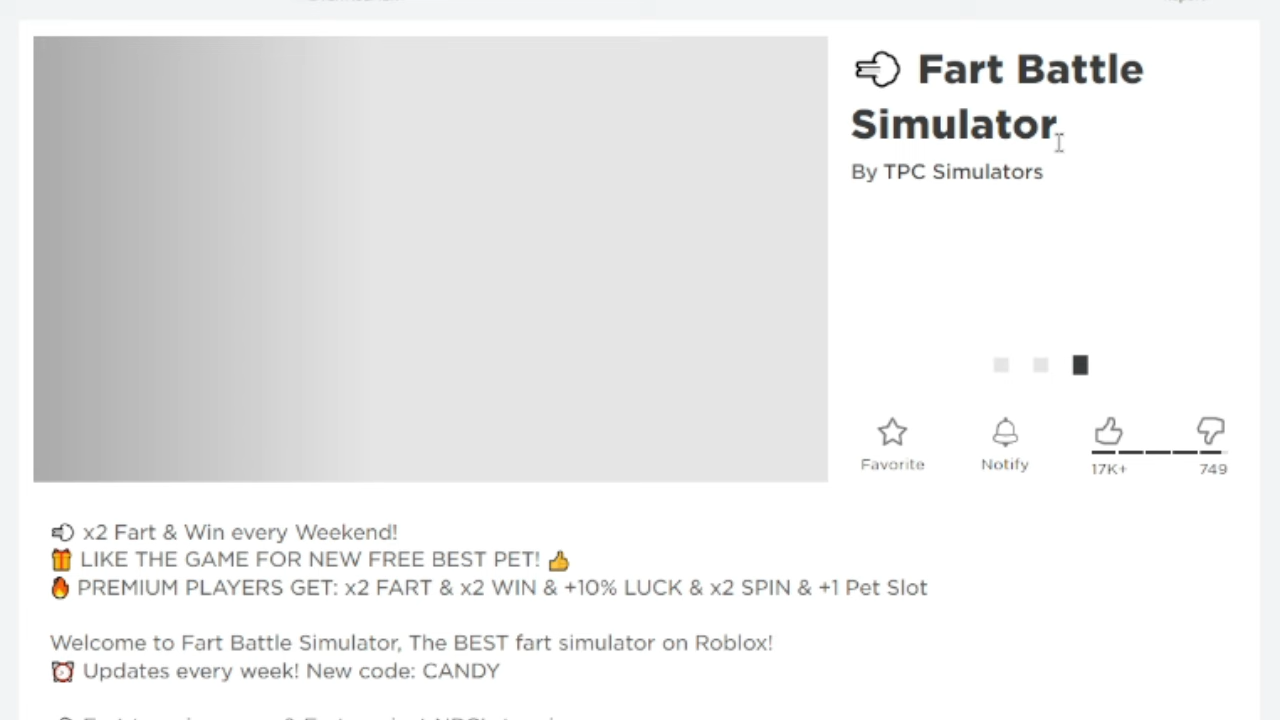 💨 Fart Battle
Simulator
By TPC Simulators
Favorite
Notify
17K+
749
💨 x2 Fart & Win every Weekend!
🎁 LIKE THE GAME FOR NEW FREE BEST PET! 👍
🔥 PREMIUM PLAYERS GET: x2 FART & x2 WIN & +10% LUCK & x2 SPIN & +1 Pet Slot
Welcome to Fart Battle Simulator, The BEST fart simulator on Roblox!
⏰ Updates every week! New code: CANDY